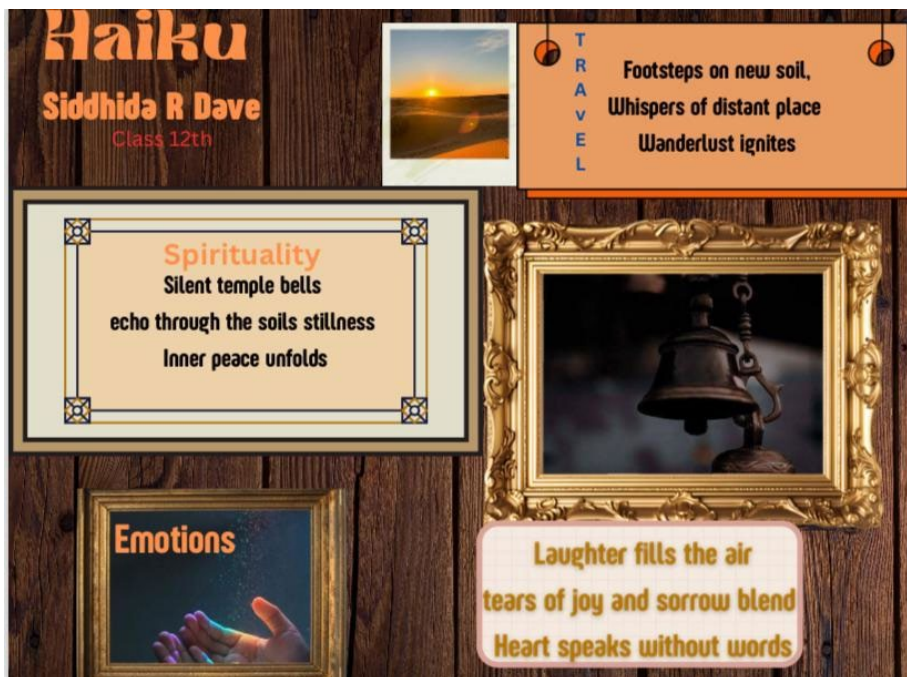 Haiku
Siddhida R Dave
Class 12th
TRAVEL
Footsteps on new soil,
Whispers of distant place
Wanderlust ignites
Spirituality
Silent temple bells
echo through the soils stillness
Inner peace unfolds
Emotions
Laughter fills the air
tears of joy and sorrow blend
Heart speaks without words